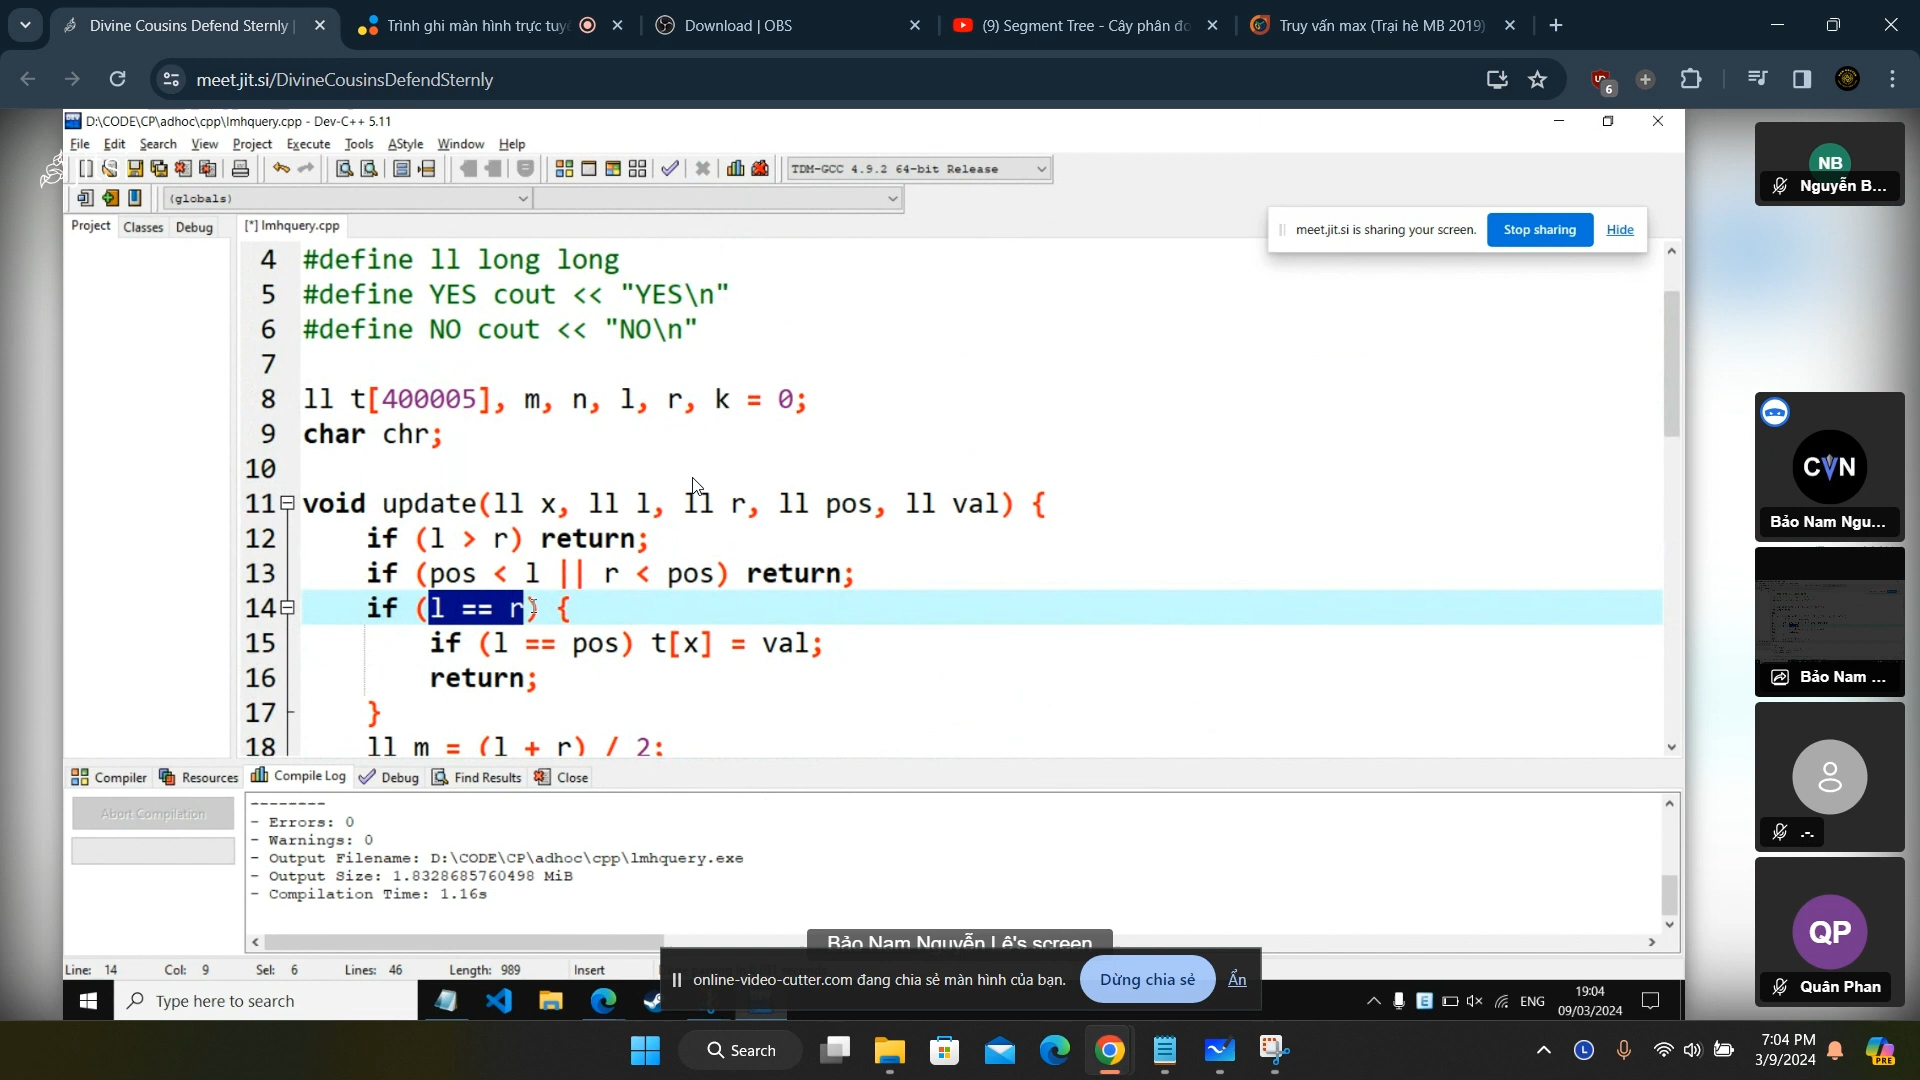 Divine Cousins Defend Sternly |
Trình ghi màn hình trực tuy
Download | OBS
(9) Segment Tree - Cây phân đo
Truy vấn max (Trại hè MB 2019)
meet.jit.si/DivineCousinsDefendSternly
6
D:\CODE\CP\adhoc\cpp\lmhquery.cpp - Dev-C++ 5.11
File Edit Search View Project Execute Tools AStyle Window Help
TDM-GCC 4.9.2 64-bit Release
(globals)
Project Classes Debug
[*] lmhquery.cpp
meet.jit.si is sharing your screen. Stop sharing Hide
4 #define ll long long
5 #define YES cout << "YES\n"
6 #define NO cout << "NO\n"
7
8 ll t[400005], m, n, l, r, k = 0;
9 char chr;
10
11 void update(ll x, ll l, ll r, ll pos, ll val) {
12 if (l > r) return;
13 if (pos < l || r < pos) return;
14 if (l == r) {
15 if (l == pos) t[x] = val;
16 return;
17 }
18 ll m = (l + r) / 2;
Compiler Resources Compile Log Debug Find Results Close
Abort Compilation
--------
- Errors: 0
- Warnings: 0
- Output Filename: D:\CODE\CP\adhoc\cpp\lmhquery.exe
- Output Size: 1.8328685760498 MiB
- Compilation Time: 1.16s
Bảo Nam Nguyễn Lê's screen
Line: 14 Col: 9 Sel: 6 Lines: 46 Length: 989 Insert
online-video-cutter.com đang chia sẻ màn hình của bạn. Dừng chia sẻ Ẩn
Type here to search
ENG
19:04
09/03/2024
NB
Nguyễn B...
CVN
Bảo Nam Ngu...
Bảo Nam ...
.-.
QP
Quân Phan
Search
L
7:04 PM
3/9/2024
PRE